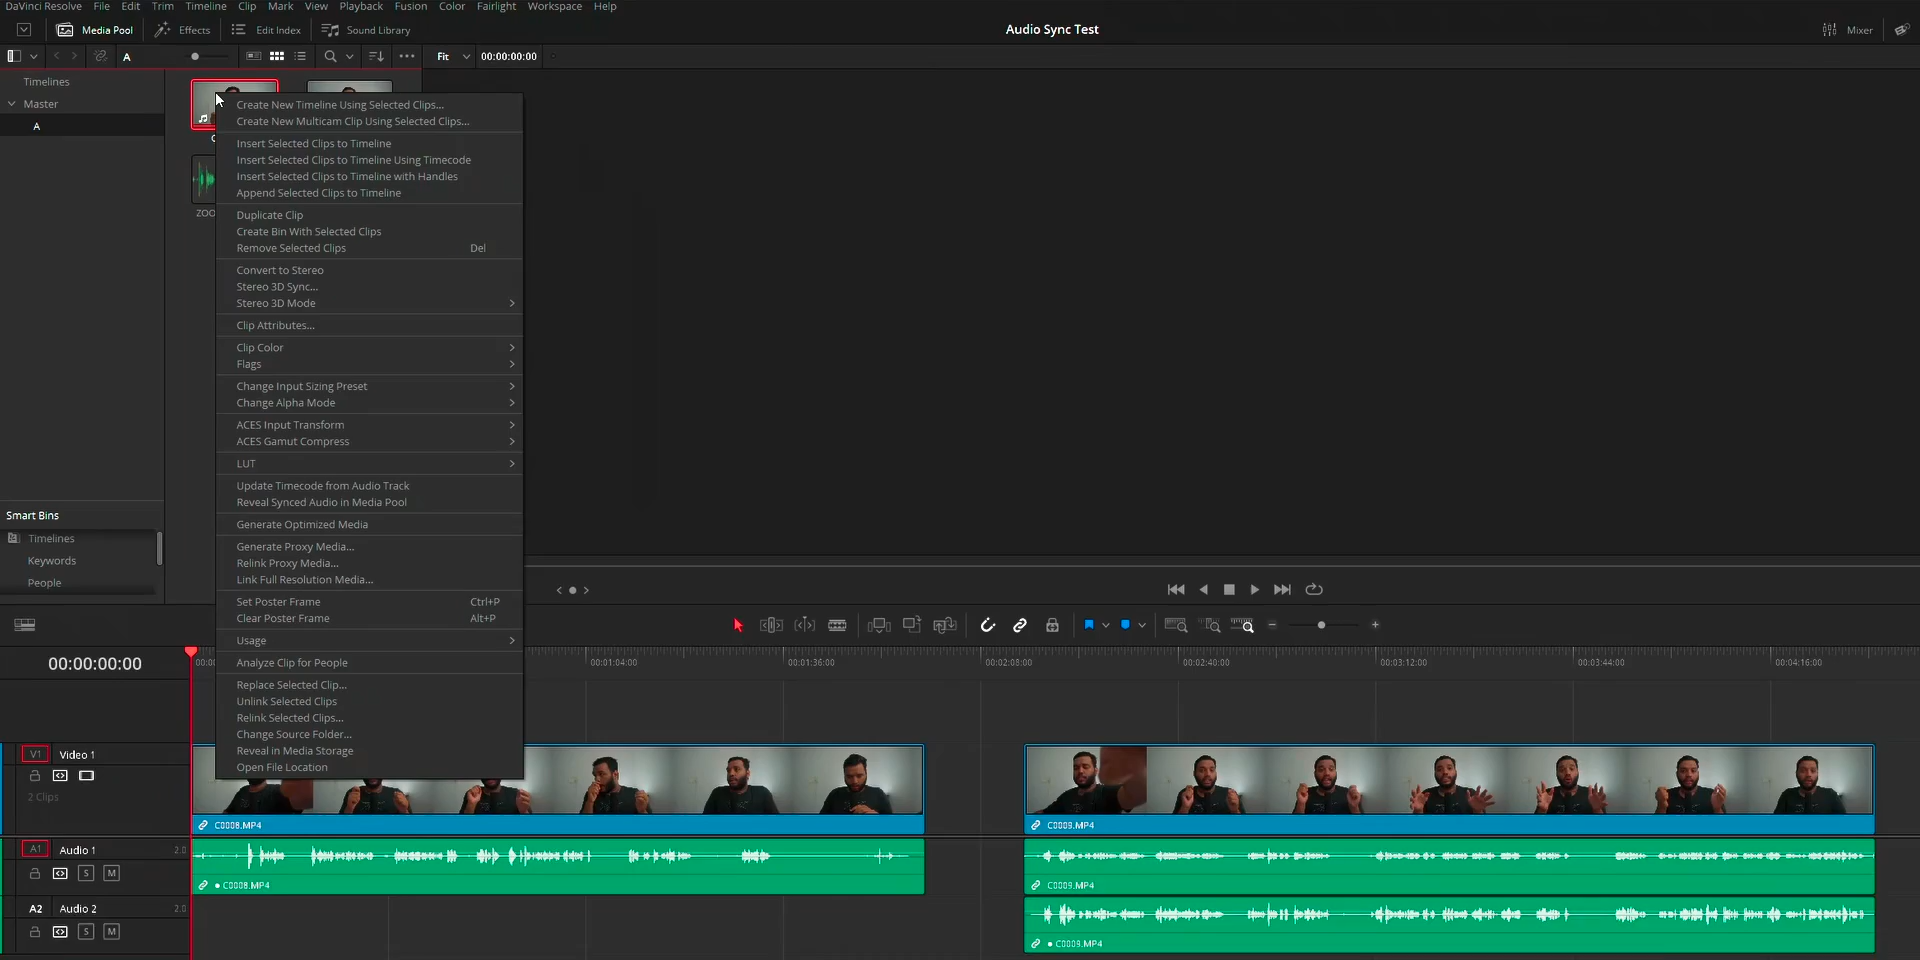 DaVinci Resolve File Edit Trim Timeline Clip Mark View Playback Fusion Color Fairlight Workspace Help
Media Pool Effects Edit Index Sound Library Audio Sync Test Mixer
A Fit 00:00:00:00
Timelines
Master
A
ZOO
Create New Timeline Using Selected Clips...
Create New Multicam Clip Using Selected Clips...
Insert Selected Clips to Timeline
Insert Selected Clips to Timeline Using Timecode
Insert Selected Clips to Timeline with Handles
Append Selected Clips to Timeline
Duplicate Clip
Create Bin With Selected Clips
Remove Selected Clips Del
Convert to Stereo
Stereo 3D Sync...
Stereo 3D Mode
Clip Attributes...
Clip Color
Flags
Change Input Sizing Preset
Change Alpha Mode
ACES Input Transform
ACES Gamut Compress
LUT
Update Timecode from Audio Track
Reveal Synced Audio in Media Pool
Generate Optimized Media
Generate Proxy Media...
Relink Proxy Media...
Link Full Resolution Media...
Set Poster Frame Ctrl+P
Clear Poster Frame Alt+P
Usage
Analyze Clip for People
Replace Selected Clip...
Unlink Selected Clips
Relink Selected Clips...
Change Source Folder...
Reveal in Media Storage
Open File Location
Smart Bins
Timelines
Keywords
People
00:00:00:00
00:01:04:00 00:01:36:00 00:02:08:00 00:02:40:00 00:03:12:00 00:03:44:00 00:04:16:00
V1 Video 1
2 Clips
C0008.MP4 C0009.MP4
A1 Audio 1 2.0
S M
C0008.MP4 C0009.MP4
A2 Audio 2 2.0
S M
C0009.MP4